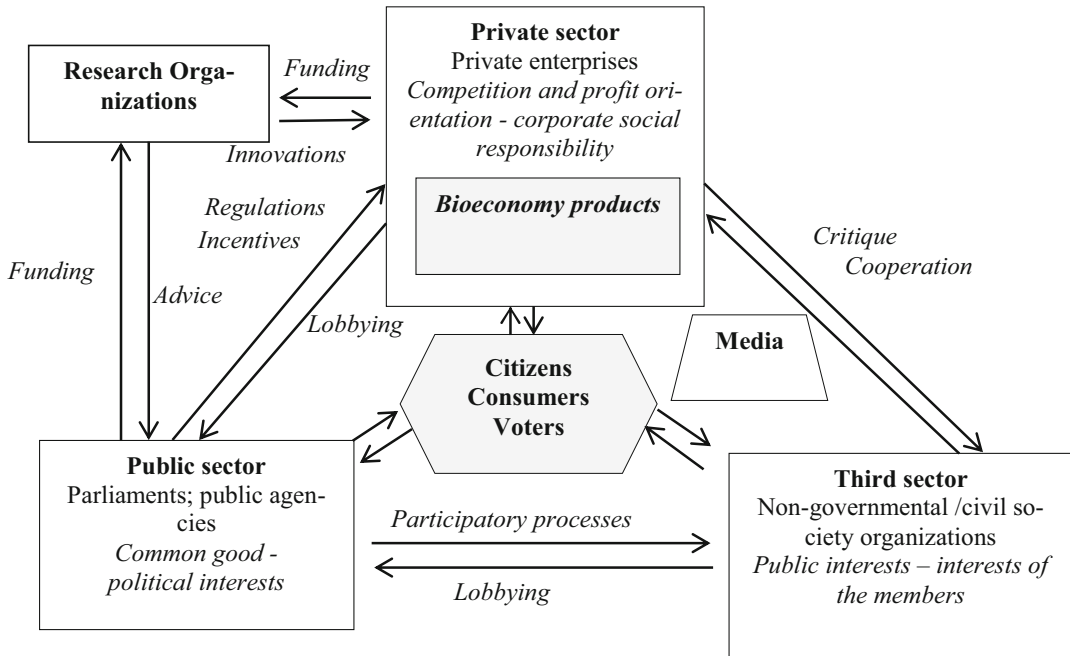 Private sector
Private enterprises
Competition and profit ori-
entation - corporate social
responsibility
Bioeconomy products
Research Orga-
nizations
Funding
Innovations
Regulations
Incentives
Funding
Advice
Lobbying
Critique
Cooperation
Media
Citizens
Consumers
Voters
Public sector
Parliaments; public agen-
cies
Common good -
political interests
Participatory processes
Lobbying
Third sector
Non-governmental /civil so-
ciety organizations
Public interests – interests of
the members